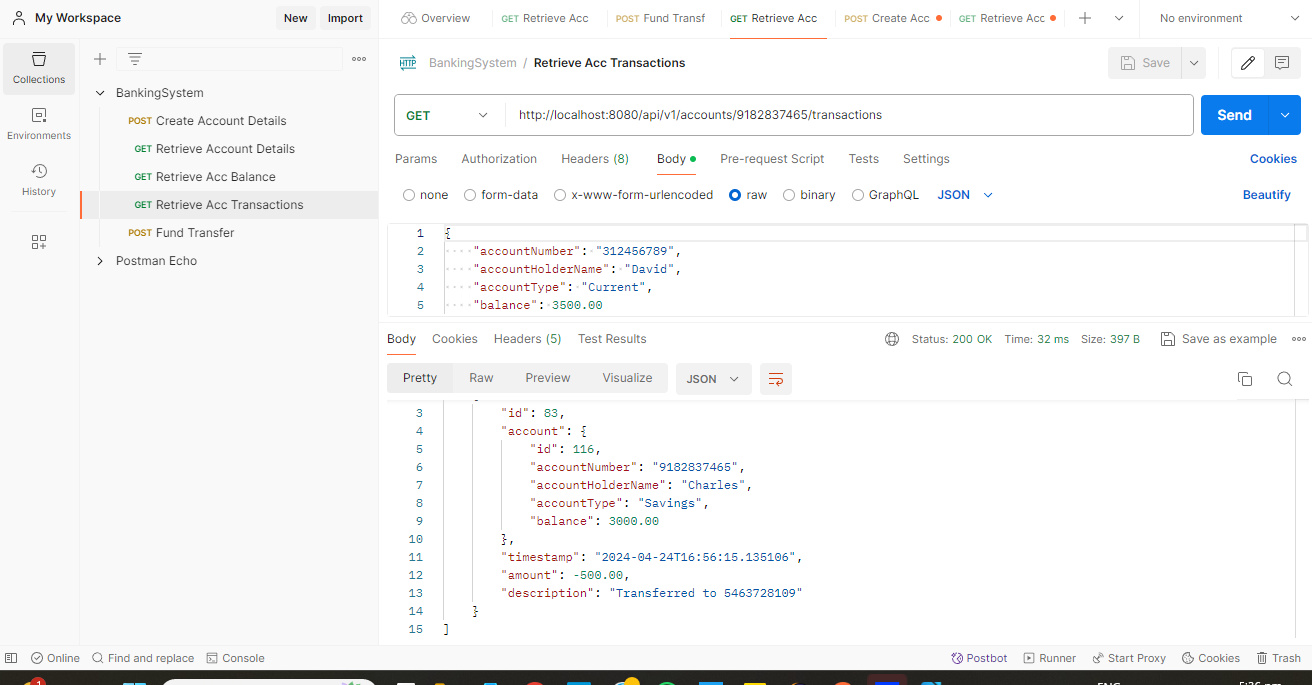 My Workspace New Import Overview GET Retrieve Acc POST Fund Transf GET Retrieve Acc POST Create Acc GET Retrieve Acc No environment
Collections
Environments
History
BankingSystem
POST Create Account Details
GET Retrieve Account Details
GET Retrieve Acc Balance
GET Retrieve Acc Transactions
POST Fund Transfer
Postman Echo
HTTP BankingSystem / Retrieve Acc Transactions Save
GET http://localhost:8080/api/v1/accounts/9182837465/transactions Send
Params Authorization Headers (8) Body Pre-request Script Tests Settings Cookies
none form-data x-www-form-urlencoded raw binary GraphQL JSON Beautify
1 {
2 "accountNumber": "312456789",
3 "accountHolderName": "David",
4 "accountType": "Current",
5 "balance": 3500.00
Body Cookies Headers (5) Test Results Status: 200 OK Time: 32 ms Size: 397 B Save as example
Pretty Raw Preview Visualize JSON
3 "id": 83,
4 "account": {
5 "id": 116,
6 "accountNumber": "9182837465",
7 "accountHolderName": "Charles",
8 "accountType": "Savings",
9 "balance": 3000.00
10 },
11 "timestamp": "2024-04-24T16:56:15.135106",
12 "amount": -500.00,
13 "description": "Transferred to 5463728109"
14 }
15 ]
Online Find and replace Console Postbot Runner Start Proxy Cookies Trash
1